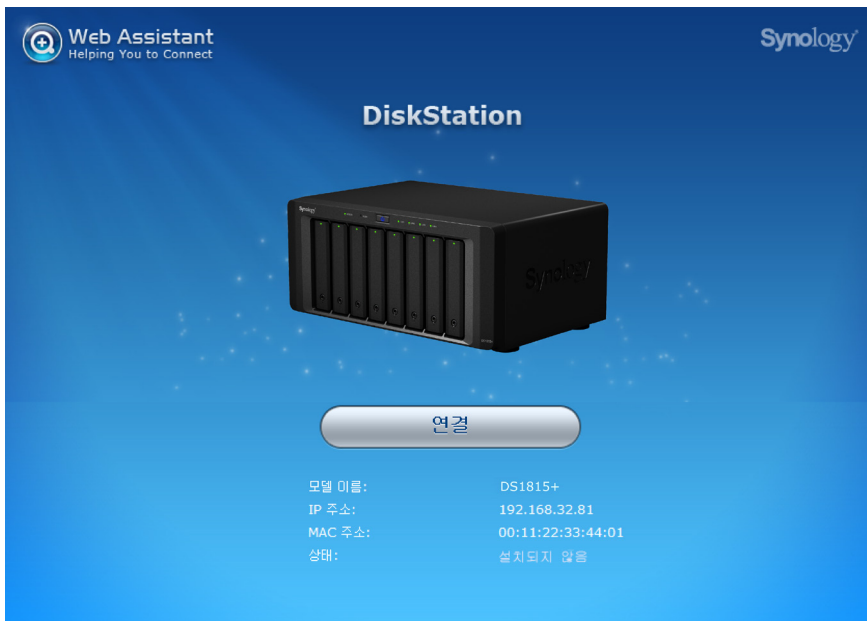 Web Assistant
Helping You to Connect
Synology
DiskStation
Synology
Synology
연결
모델 이름: DS1815+
IP 주소: 192.168.32.81
MAC 주소: 00:11:22:33:44:01
상태: 설치되지 않음